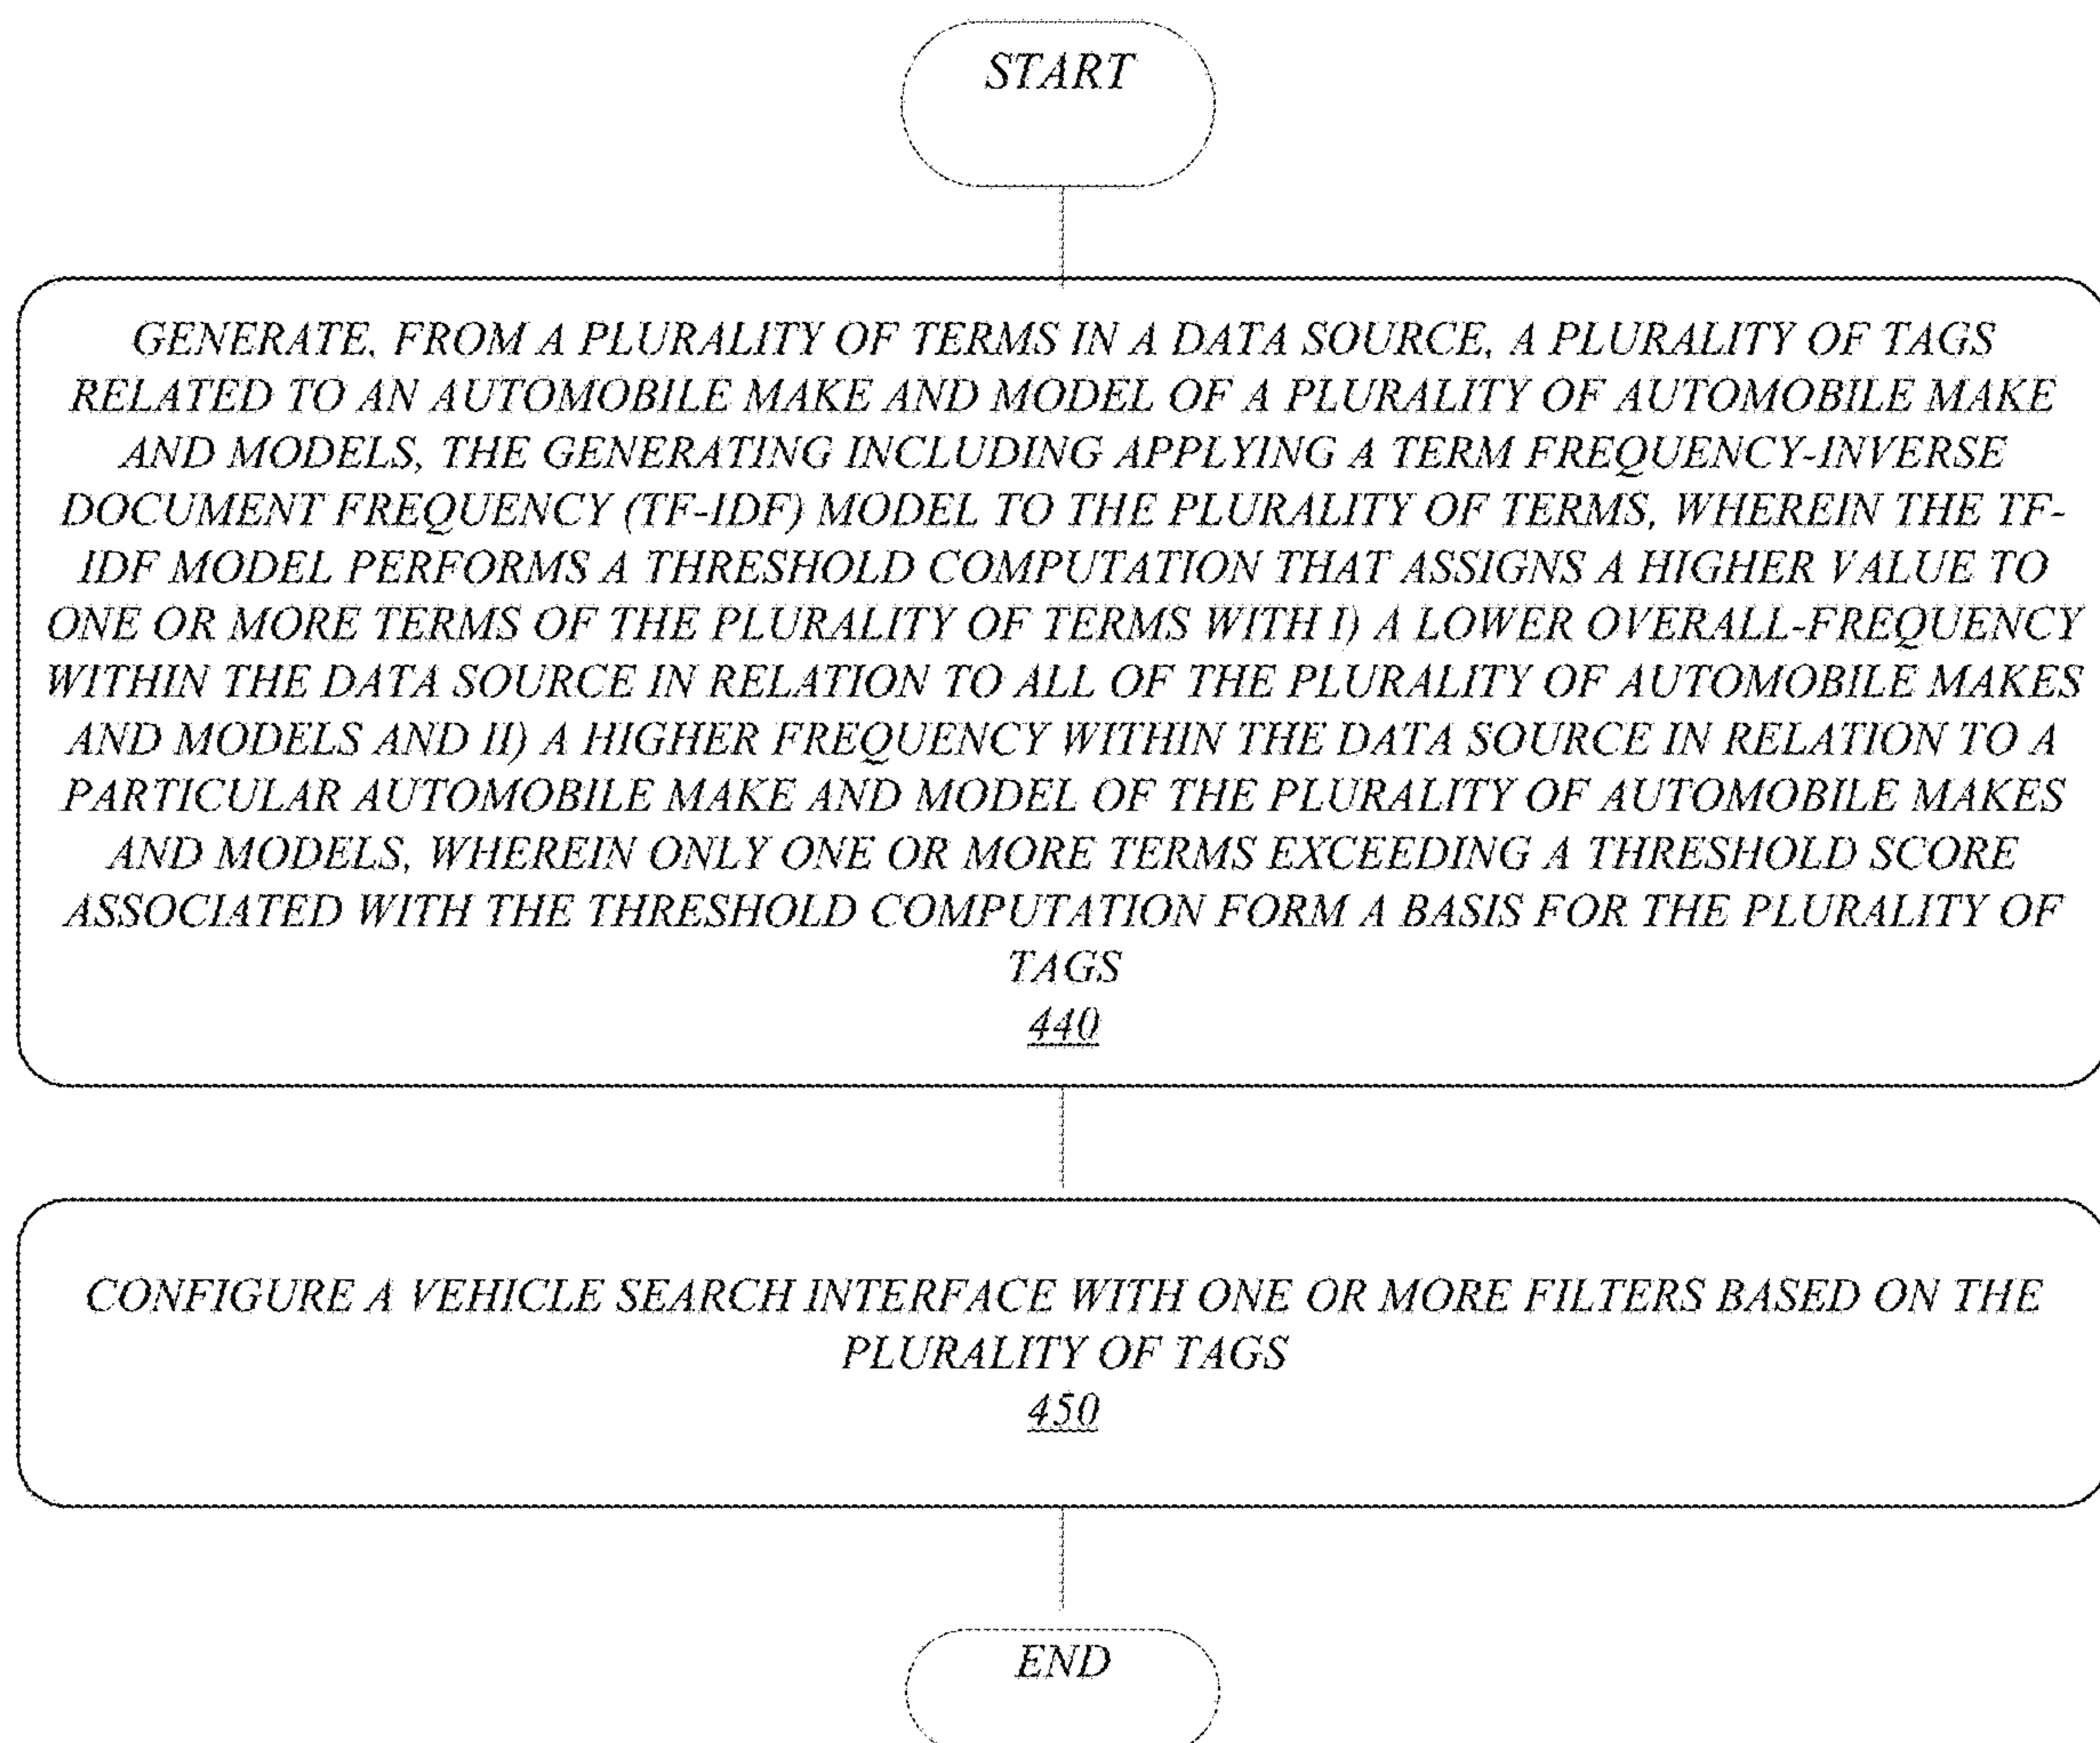 START
GENERATE, FROM A PLURALITY OF TERMS IN A DATA SOURCE, A PLURALITY OF TAGS
RELATED TO AN AUTOMOBILE MAKE AND MODEL OF A PLURALITY OF AUTOMOBILE MAKE
AND MODELS, THE GENERATING INCLUDING APPLYING A TERM FREQUENCY-INVERSE
DOCUMENT FREQUENCY (TF-IDF) MODEL TO THE PLURALITY OF TERMS, WHEREIN THE TF-
IDF MODEL PERFORMS A THRESHOLD COMPUTATION THAT ASSIGNS A HIGHER VALUE TO
ONE OR MORE TERMS OF THE PLURALITY OF TERMS WITH I) A LOWER OVERALL-FREQUENCY
WITHIN THE DATA SOURCE IN RELATION TO ALL OF THE PLURALITY OF AUTOMOBILE MAKES
AND MODELS AND II) A HIGHER FREQUENCY WITHIN THE DATA SOURCE IN RELATION TO A
PARTICULAR AUTOMOBILE MAKE AND MODEL OF THE PLURALITY OF AUTOMOBILE MAKES
AND MODELS, WHEREIN ONLY ONE OR MORE TERMS EXCEEDING A THRESHOLD SCORE
ASSOCIATED WITH THE THRESHOLD COMPUTATION FORM A BASIS FOR THE PLURALITY OF
TAGS
440
CONFIGURE A VEHICLE SEARCH INTERFACE WITH ONE OR MORE FILTERS BASED ON THE
PLURALITY OF TAGS
450
END